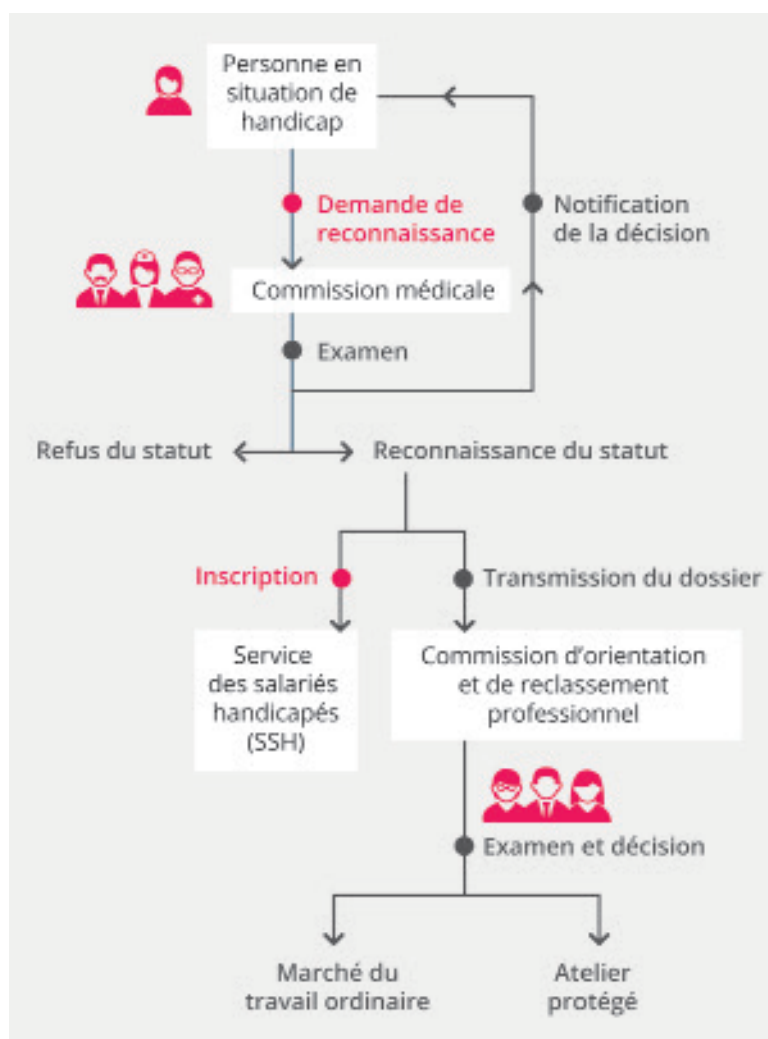 Personne en
situation de
handicap
Demande de
reconnaissance
Notification
de la décision
Commission médicale
Examen
Refus du statut
Reconnaissance du statut
Inscription
Transmission du dossier
Service
des salariés
handicapés
(SSH)
Commission d'orientation
et de reclassement
professionnel
Examen et décision
Marché du
travail ordinaire
Atelier
protégé